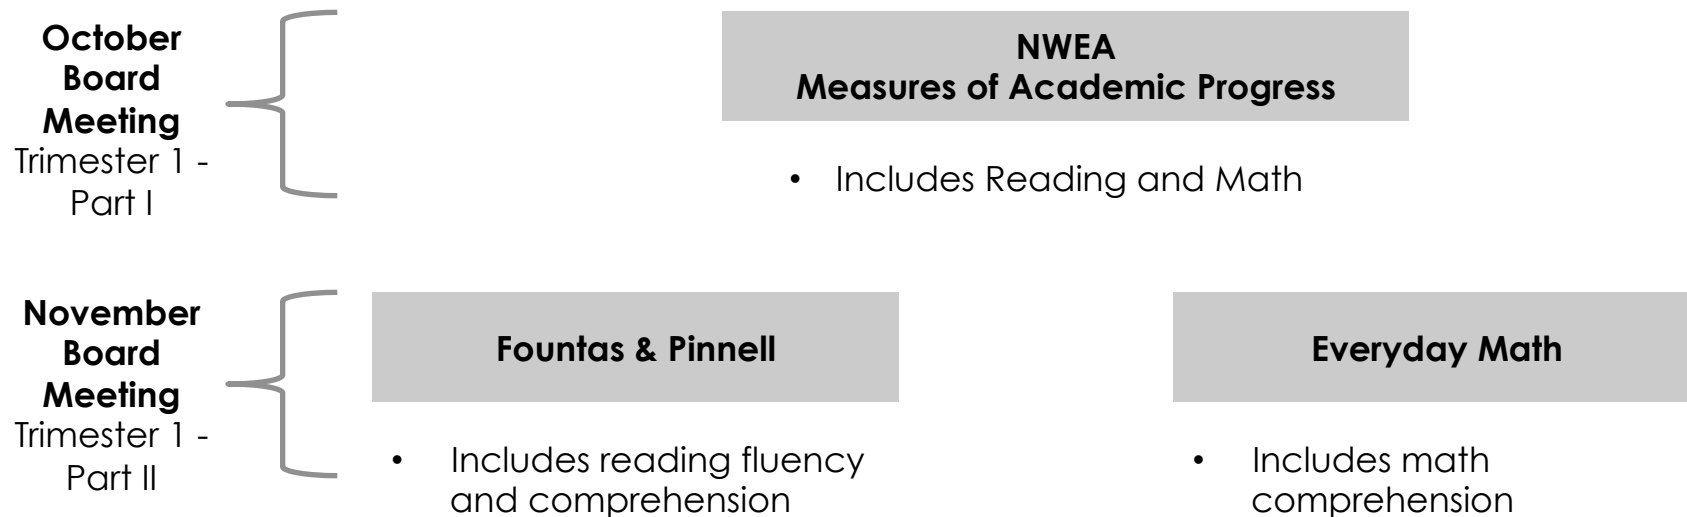 October
Board
Meeting
Trimester 1 -
Part I
NWEA
Measures of Academic Progress
• Includes Reading and Math
November
Board
Meeting
Trimester 1 -
Part II
Fountas & Pinnell
• Includes reading fluency
and comprehension
Everyday Math
• Includes math
comprehension